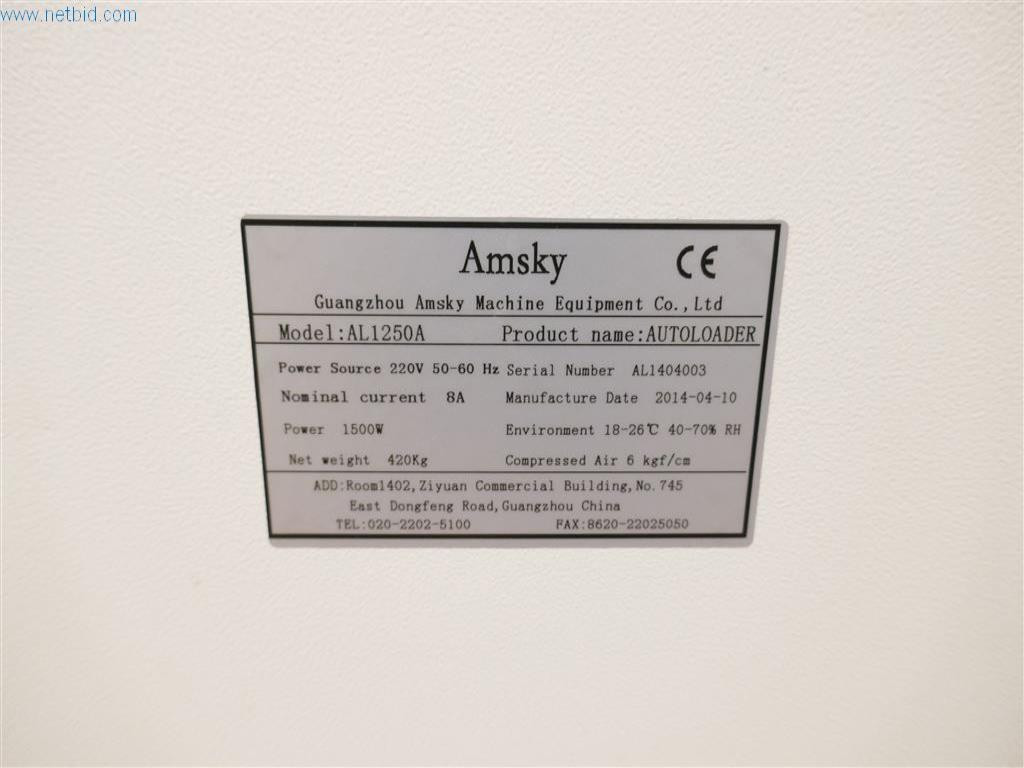 www.netbid.com
Amsky CE
Guangzhou Amsky Machine Equipment Co.,Ltd
Model:AL1250A Product name:AUTOLOADER
Power Source 220V 50-60 Hz Serial Number AL1404003
Nominal current 8A Manufacture Date 2014-04-10
Power 1500W Environment 18-26℃ 40-70% RH
Net weight 420Kg Compressed Air 6 kgf/cm
ADD:Room1402,Ziyuan Commercial Building,No.745
East Dongfeng Road,Guangzhou China
TEL:020-2202-5100 FAX:8620-22025050